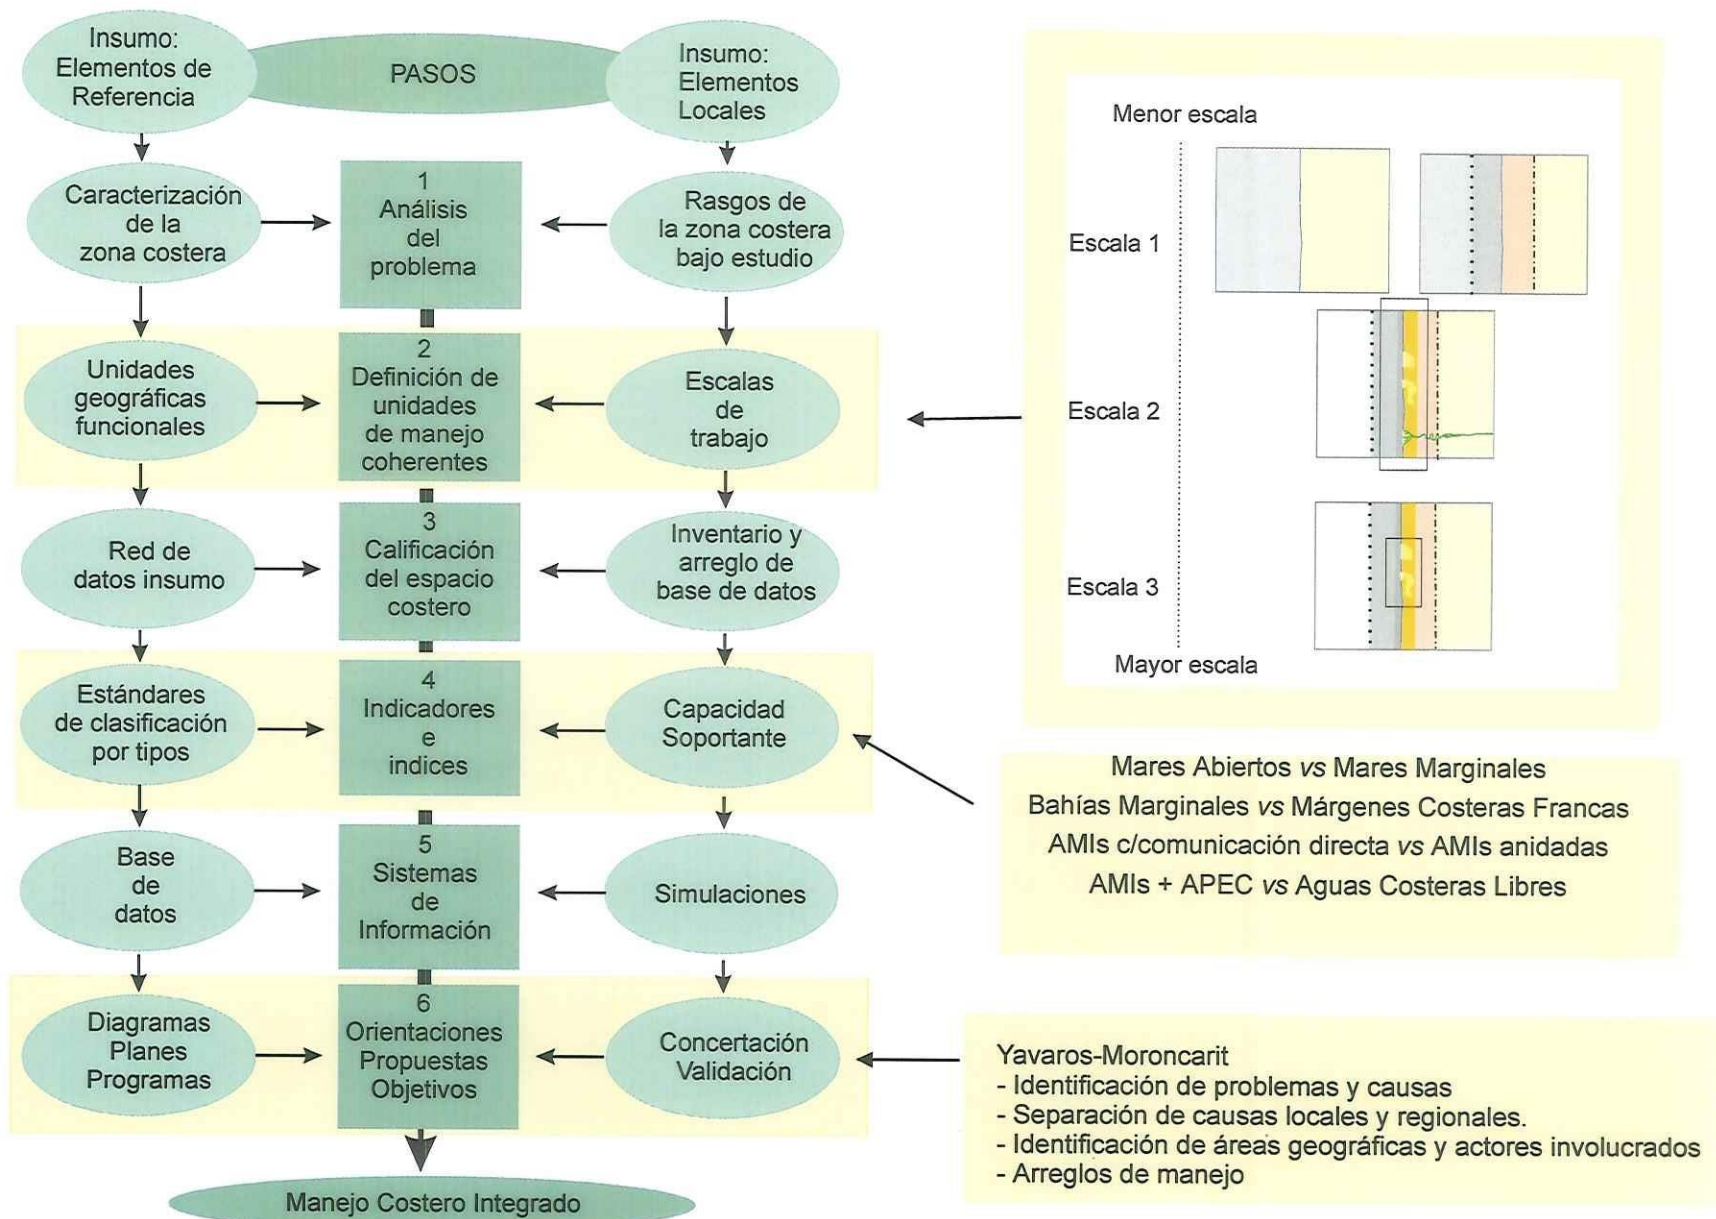 Insumo:
Elementos de
Referencia
PASOS
Insumo:
Elementos
Locales
Caracterización
de la
zona costera
1
Análisis
del
problema
Rasgos de
la zona costera
bajo estudio
Unidades
geográficas
funcionales
2
Definición de
unidades
de manejo
coherentes
Escalas
de
trabajo
Red de
datos insumo
3
Calificación
del espacio
costero
Inventario y
arreglo de
base de datos
Estándares
de clasificación
por tipos
4
Indicadores
e
indices
Capacidad
Soportante
Base
de
datos
5
Sistemas
de
Información
Simulaciones
Diagramas
Planes
Programas
6
Orientaciones
Propuestas
Objetivos
Concertación
Validación
Manejo Costero Integrado
Menor escala
Escala 1
Escala 2
Escala 3
Mayor escala
Mares Abiertos vs Mares Marginales
Bahías Marginales vs Márgenes Costeras Francas
AMIs c/comunicación directa vs AMIs anidadas
AMIs + APEC vs Aguas Costeras Libres
Yavaros-Moroncarit
- Identificación de problemas y causas
- Separación de causas locales y regionales.
- Identificación de áreas geográficas y actores involucrados
- Arreglos de manejo